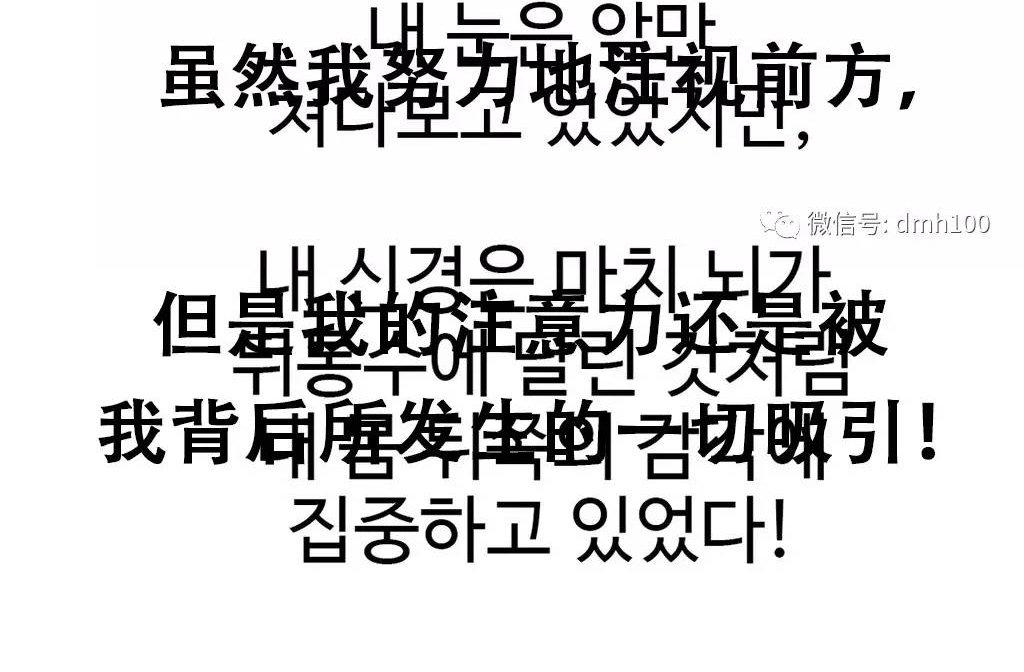 내 눈은 앞만
虽然我努力地注视前方,
쳐다보고 있었지만,
微信号: dmh100
내 신경은 마치 뇌가
但是我的注意力还是被
뒤통수에 달린 것처럼
我背后所发生的一切吸引!
내 몸 뒤쪽의 감각에
집중하고 있었다!